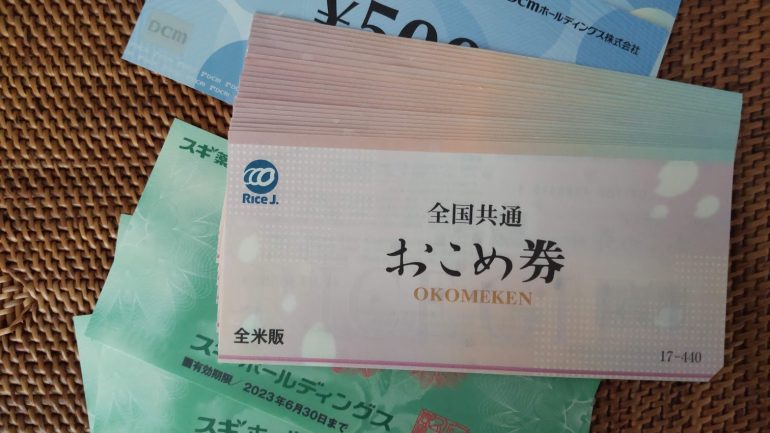 DCM
¥500
DCMホールディングス株式会社
Rice J.
全国共通
おこめ券
OKOMEKEN
全米販
17-440
スギ薬
スギホールディングス
■有効期限／2023年6月30日まで
スギホ